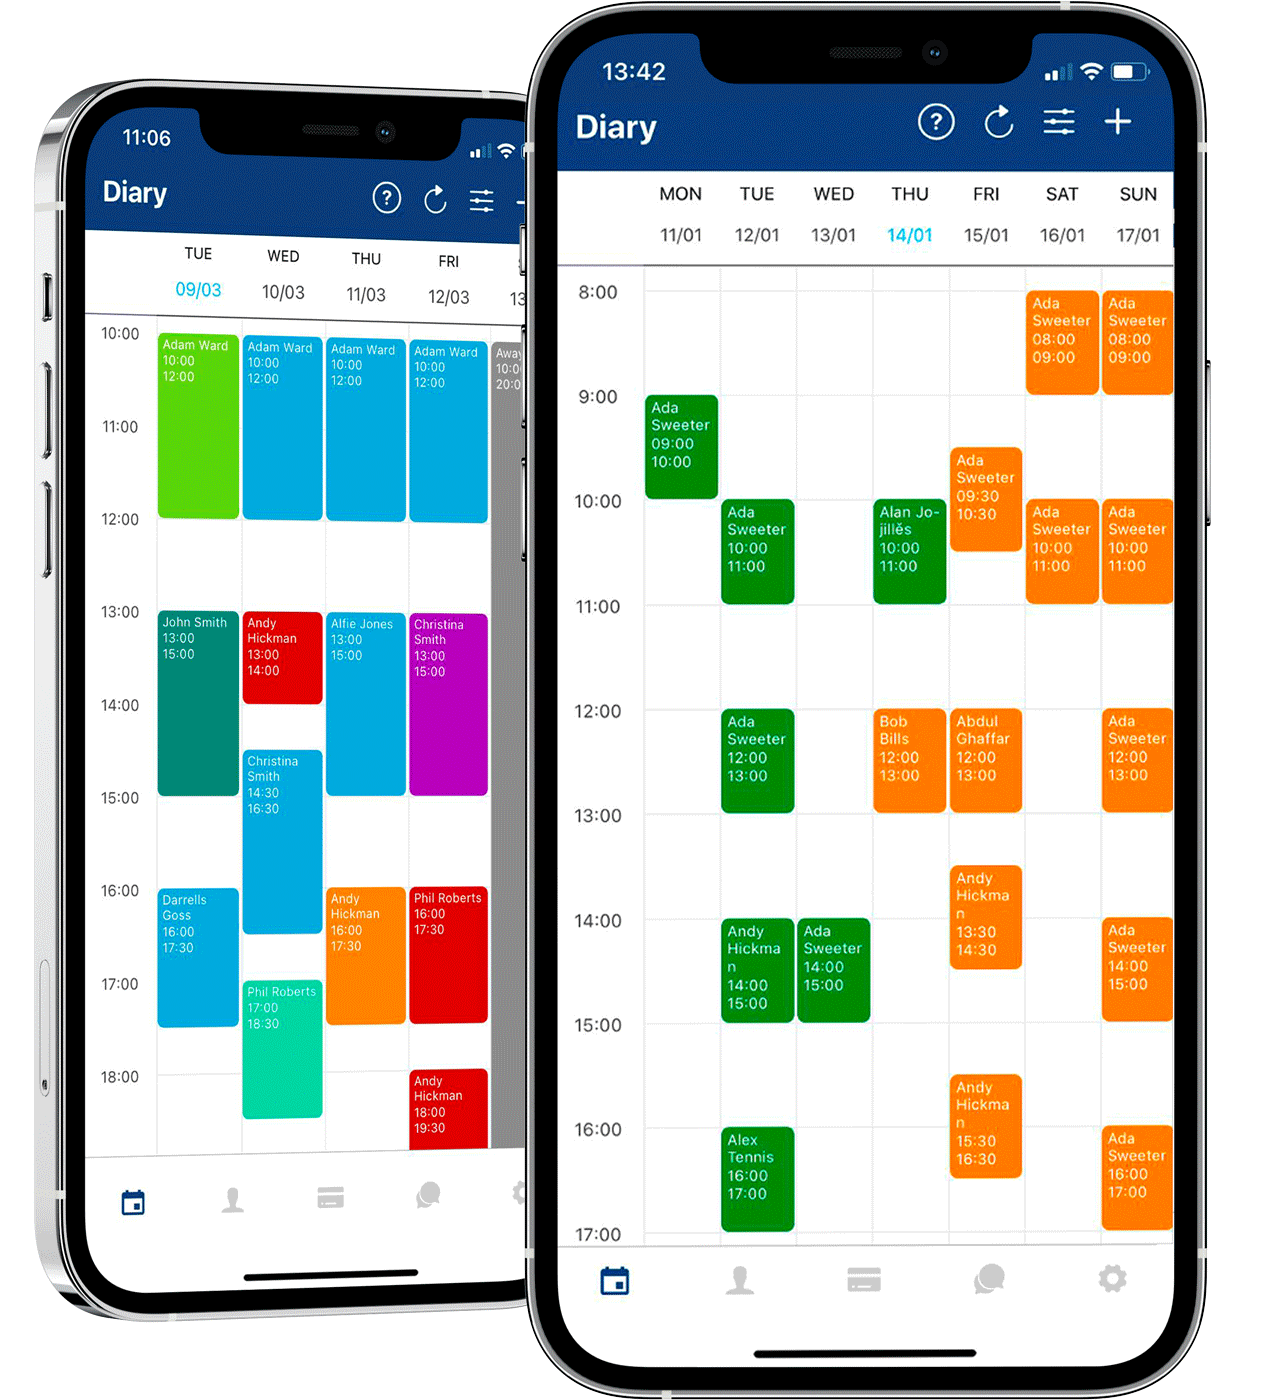 11:06
Diary
?
TUE
WED
THU
FRI
09/03
10/03
11/03
12/03
13
10:00
11:00
12:00
13:00
14:00
15:00
16:00
17:00
18:00
Adam Ward
10:00
12:00
John Smith
13:00
15:00
Darrells
Goss
16:00
17:30
Adam Ward
10:00
12:00
Andy
Hickman
13:00
14:00
Christina
Smith
14:30
16:30
Phil Roberts
17:00
18:30
Adam Ward
10:00
12:00
Alfie Jones
13:00
15:00
Andy
Hickman
16:00
17:30
Adam Ward
10:00
12:00
Christina
Smith
13:00
15:00
Phil Roberts
16:00
17:30
Andy
Hickman
18:00
19:30
Away
10:0
20:0
13:42
Diary
?
MON
TUE
WED
THU
FRI
SAT
SUN
11/01
12/01
13/01
14/01
15/01
16/01
17/01
8:00
9:00
10:00
11:00
12:00
13:00
14:00
15:00
16:00
17:00
Ada
Sweeter
09:00
10:00
Ada
Sweeter
10:00
11:00
Ada
Sweeter
12:00
13:00
Andy
Hickma
n
14:00
15:00
Alex
Tennis
16:00
17:00
Ada
Sweeter
14:00
15:00
Alan Jo-
jillěs
10:00
11:00
Bob
Bills
12:00
13:00
Ada
Sweeter
09:30
10:30
Abdul
Ghaffar
12:00
13:00
Andy
Hickma
n
13:30
14:30
Andy
Hickma
n
15:30
16:30
Ada
Sweeter
08:00
09:00
Ada
Sweeter
10:00
11:00
Ada
Sweeter
08:00
09:00
Ada
Sweeter
10:00
11:00
Ada
Sweeter
12:00
13:00
Ada
Sweeter
14:00
15:00
Ada
Sweeter
16:00
17:00